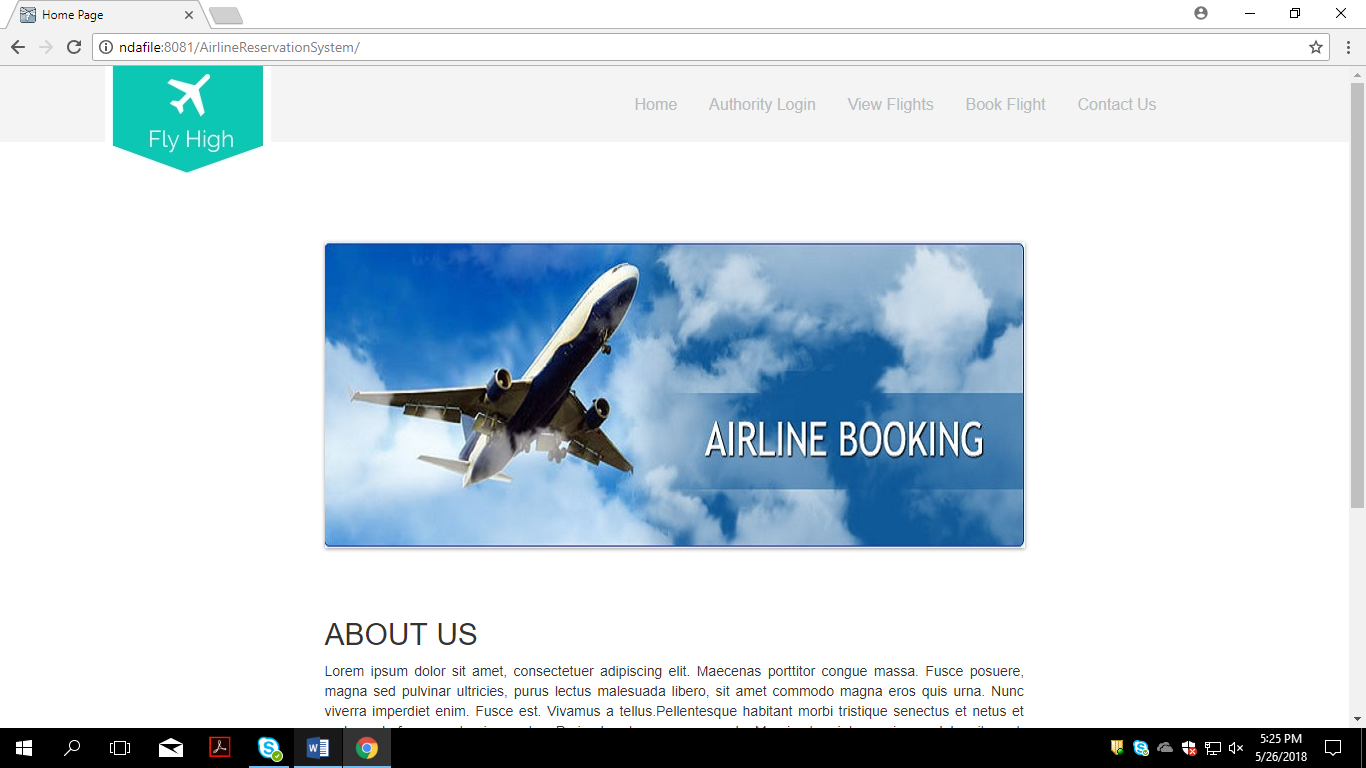 Home Page
ndafile:8081/AirlineReservationSystem/
Fly High
Home Authority Login View Flights Book Flight Contact Us
AIRLINE BOOKING
ABOUT US
Lorem ipsum dolor sit amet, consectetuer adipiscing elit. Maecenas porttitor congue massa. Fusce posuere,
magna sed pulvinar ultricies, purus lectus malesuada libero, sit amet commodo magna eros quis urna. Nunc
viverra imperdiet enim. Fusce est. Vivamus a tellus.Pellentesque habitant morbi tristique senectus et netus et
5:25 PM
5/26/2018